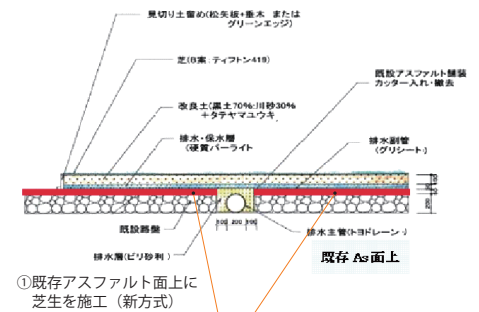 見切り土留め(松矢板+垂木 または
グリーンエッジ)
芝(B案:ティフトン419)
既設アスファルト舗装
カッター入れ・撤去
改良土(黒土70%:川砂30%
+タテヤマユウキ)
排水・保水層
(硬質パーライト
排水副管
(グリシート)
100 200 100
既設路盤
排水主管(トヨドレーン)
排水層(ビリ砂利)
既存 As 面上
①既存アスファルト面上に
芝生を施工(新方式)